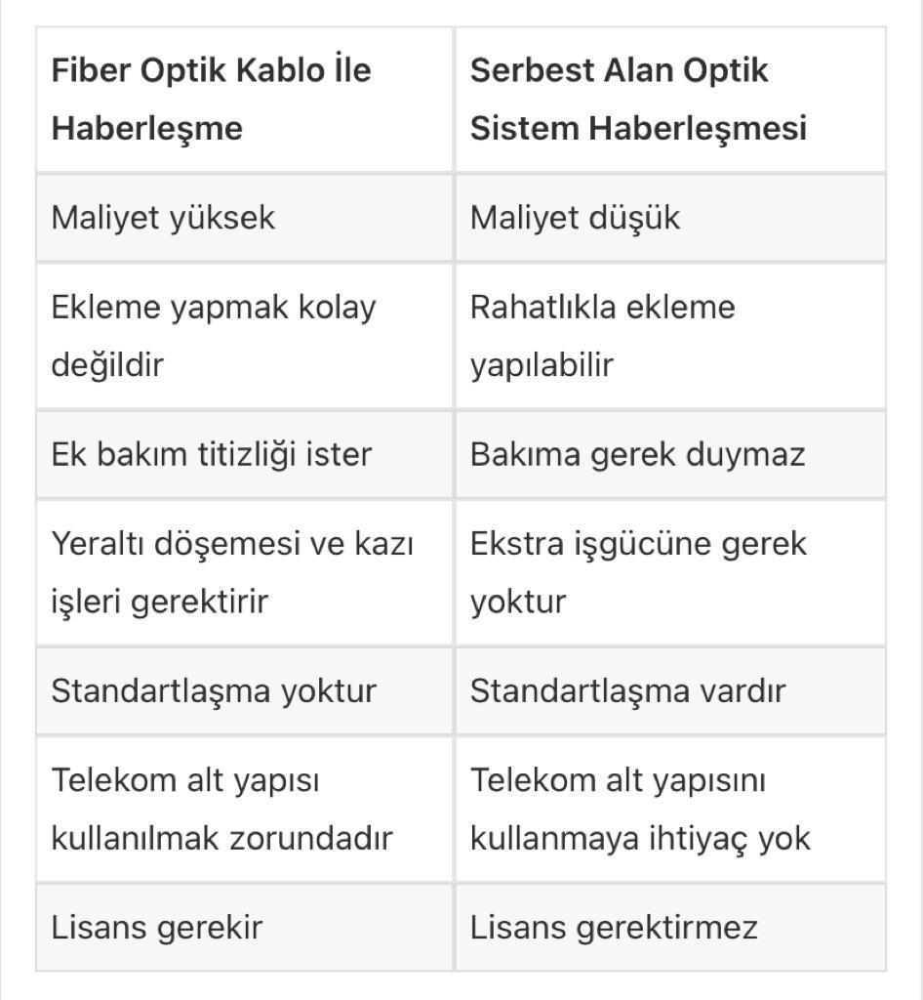 Fiber Optik Kablo İle
Haberleşme
Serbest Alan Optik
Sistem Haberleşmesi
Maliyet yüksek
Maliyet düşük
Ekleme yapmak kolay
değildir
Rahatlıkla ekleme
yapılabilir
Ek bakım titizliği ister
Bakıma gerek duymaz
Yeraltı döşemesi ve kazı
işleri gerektirir
Ekstra işgücüne gerek
yoktur
Standartlaşma yoktur
Standartlaşma vardır
Telekom alt yapısı
kullanılmak zorundadır
Telekom alt yapısını
kullanmaya ihtiyaç yok
Lisans gerekir
Lisans gerektirmez